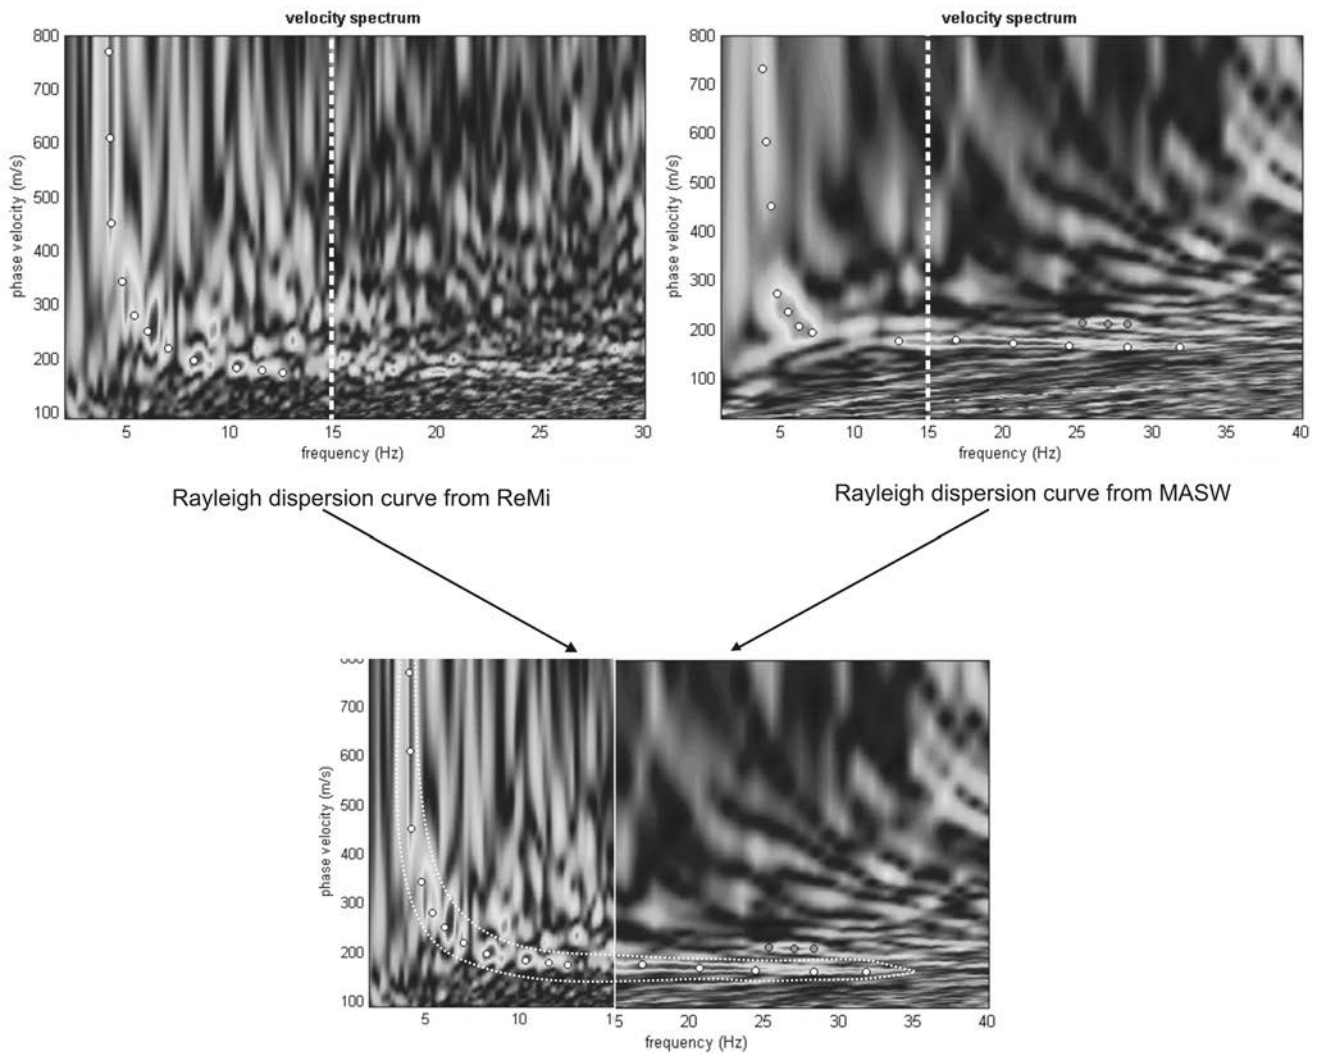 velocity spectrum
800
700
600
500
400
300
200
100
phase velocity (m/s)
5 10 15 20 25 30
frequency (Hz)
velocity spectrum
800
700
600
500
400
300
200
100
phase velocity (m/s)
5 10 15 20 25 30 35 40
frequency (Hz)
Rayleigh dispersion curve from ReMi
Rayleigh dispersion curve from MASW
700
600
500
400
300
200
100
phase velocity (m/s)
5 10 15 20 25 30 35 40
frequency (Hz)